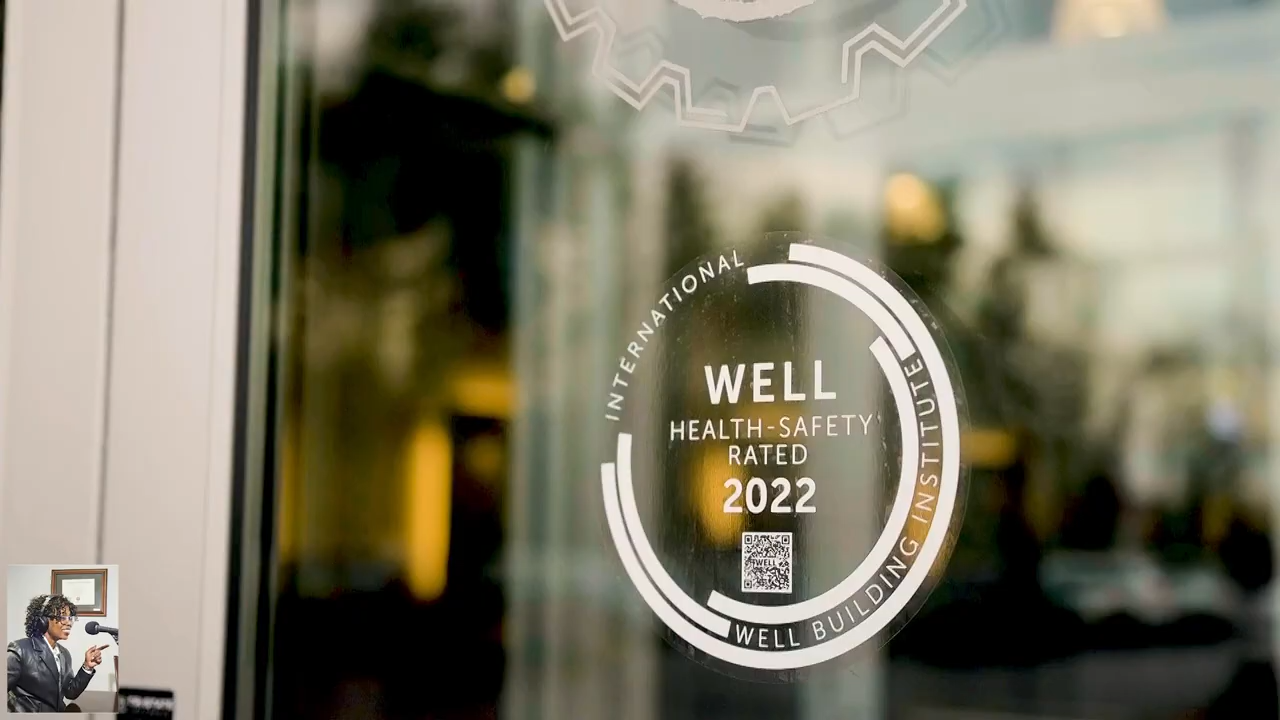 INTERNATIONAL
WELL BUILDING INSTITUTE
WELL
HEALTH-SAFETY
RATED
2022
WELL